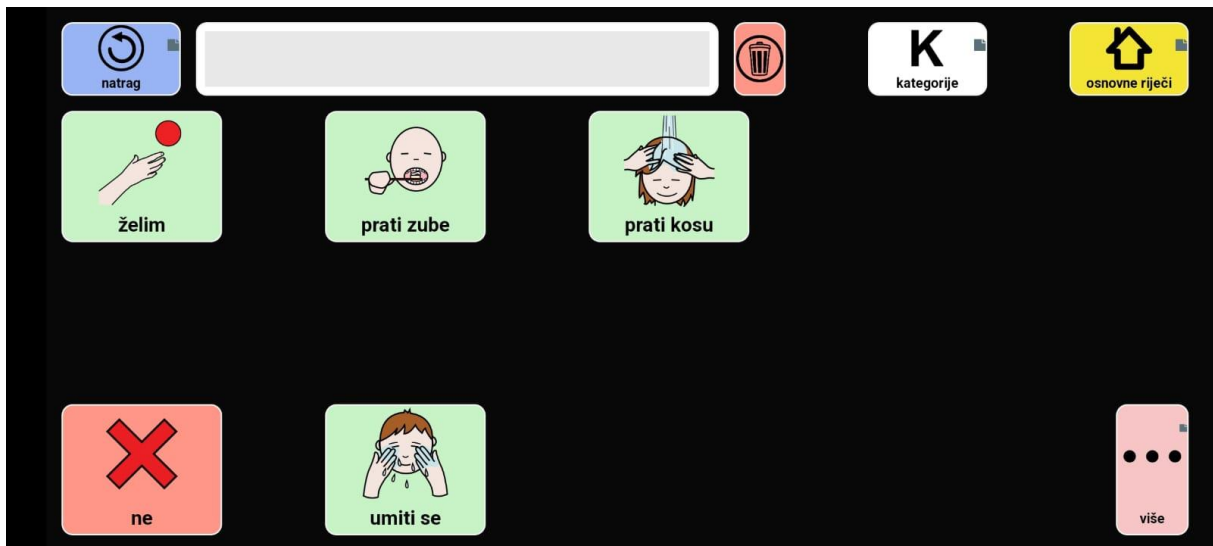 natrag
K
kategorije
osnovne riječi
želim
prati zube
prati kosu
ne
umiti se
više